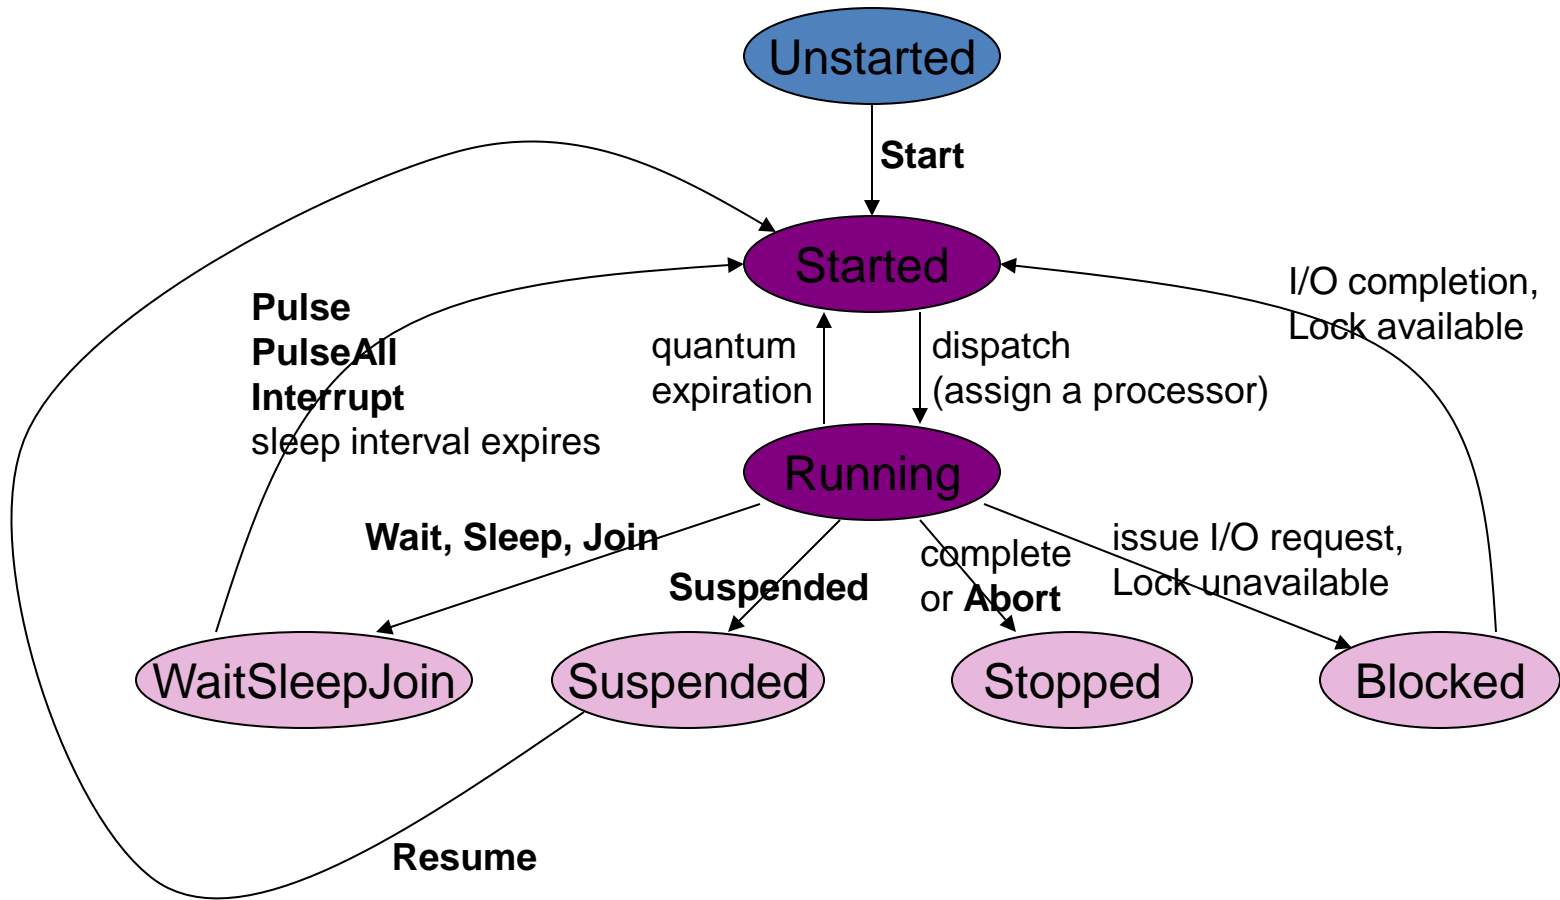 Unstarted
Start
Started
I/O completion,
Lock available
Pulse
PulseAll
Interrupt
sleep interval expires
quantum
expiration
dispatch
(assign a processor)
Running
Wait, Sleep, Join
Suspended
complete
or Abort
issue I/O request,
Lock unavailable
WaitSleepJoin
Suspended
Stopped
Blocked
Resume